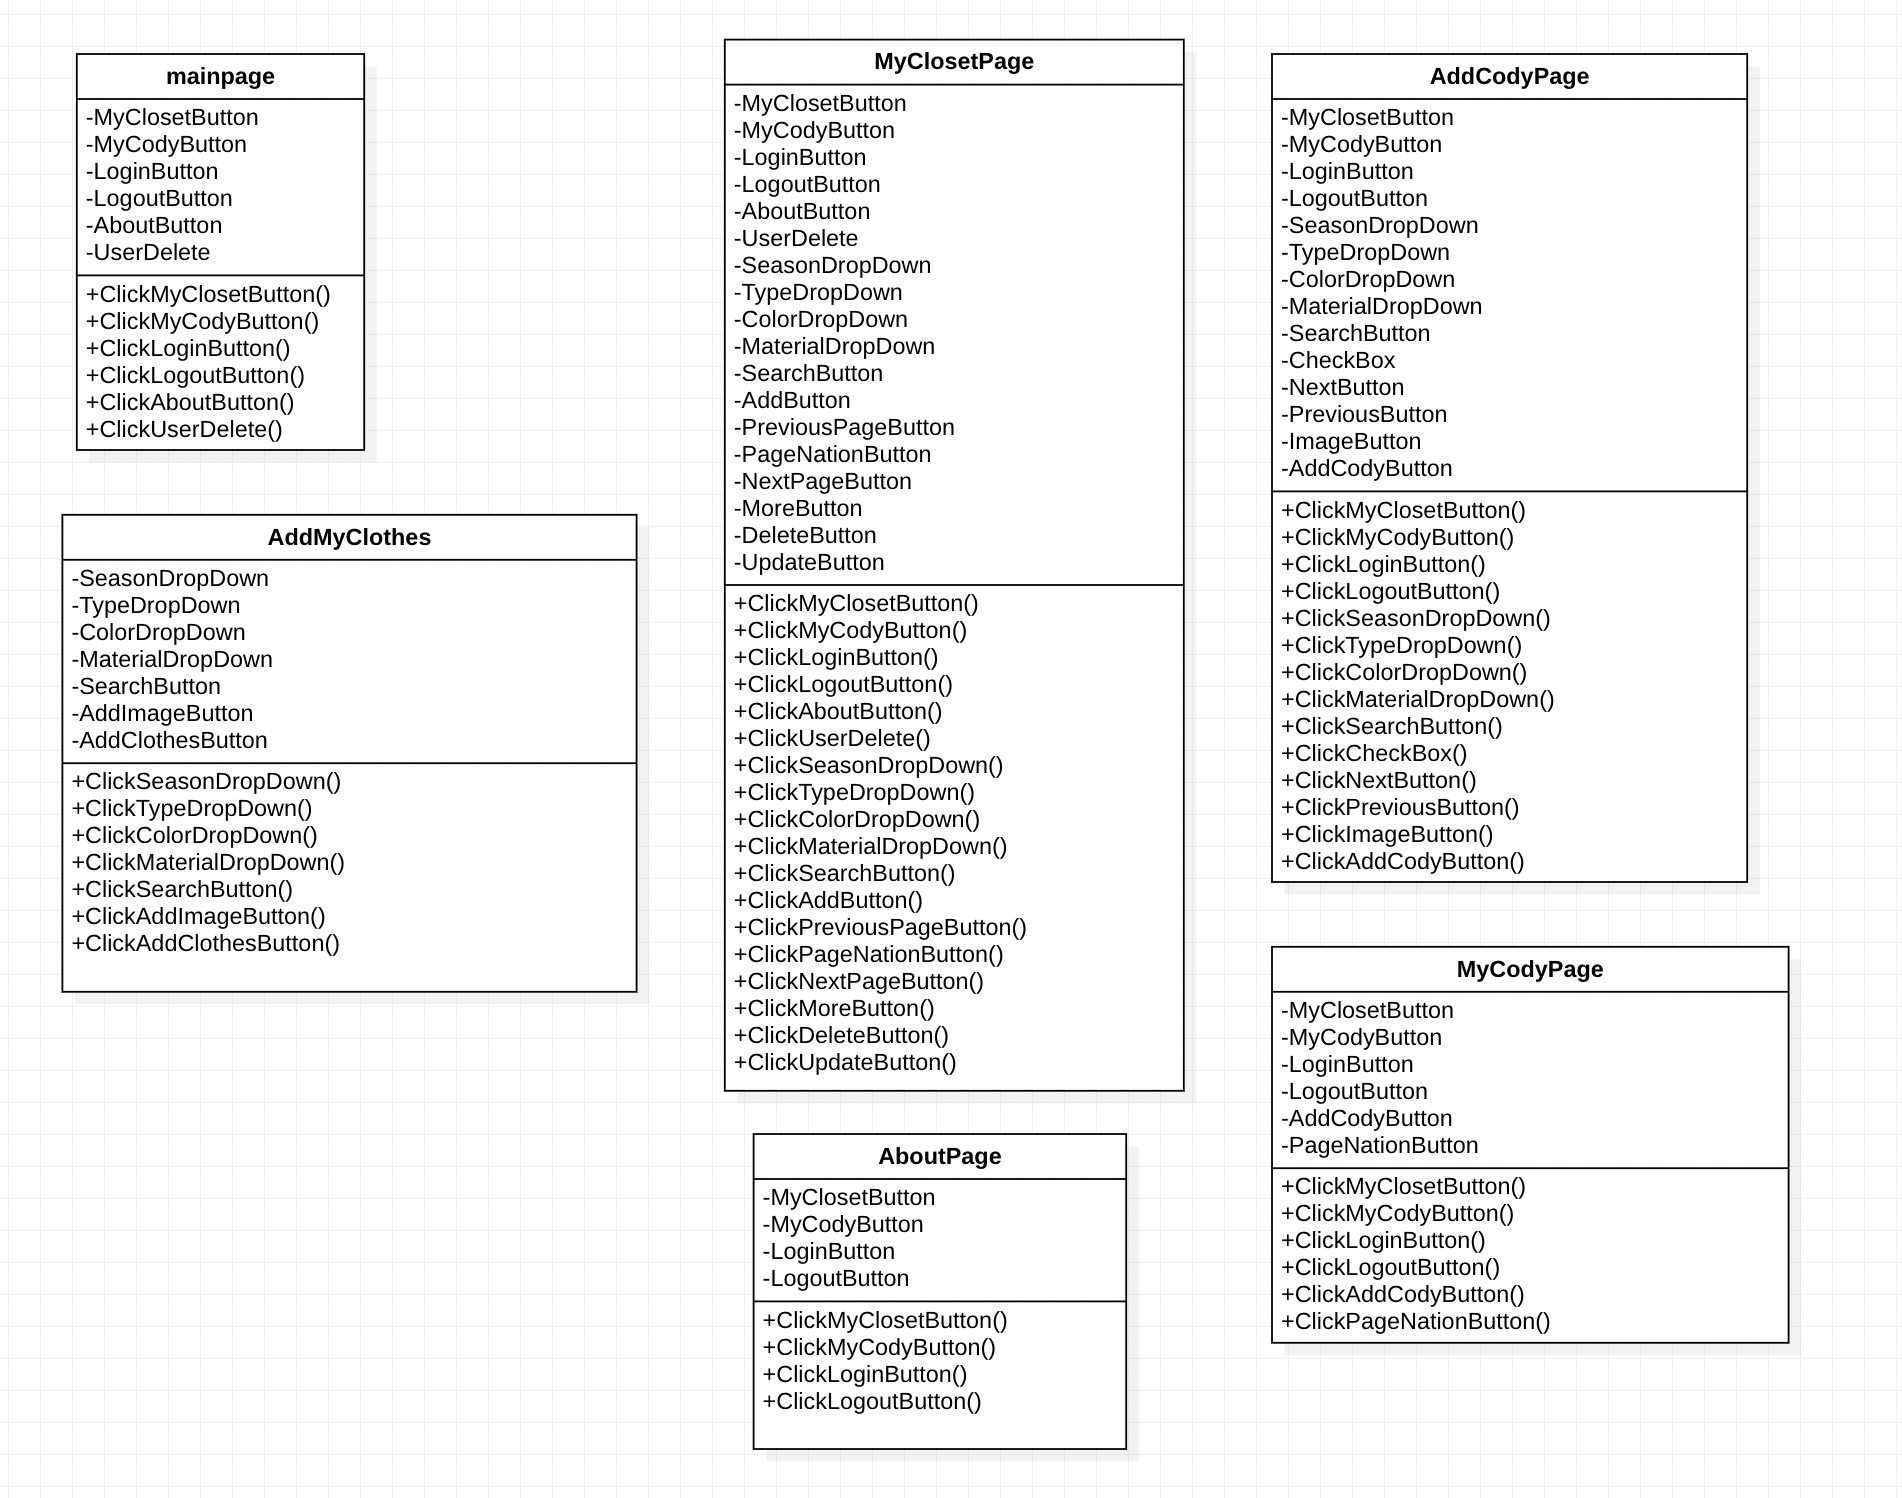 mainpage
-MyClosetButton
-MyCodyButton
-LoginButton
-LogoutButton
-AboutButton
-UserDelete
+ClickMyClosetButton()
+ClickMyCodyButton()
+ClickLoginButton()
+ClickLogoutButton()
+ClickAboutButton()
+ClickUserDelete()
AddMyClothes
-SeasonDropDown
-TypeDropDown
-ColorDropDown
-MaterialDropDown
-SearchButton
-AddImageButton
-AddClothesButton
+ClickSeasonDropDown()
+ClickTypeDropDown()
+ClickColorDropDown()
+ClickMaterialDropDown()
+ClickSearchButton()
+ClickAddImageButton()
+ClickAddClothesButton()
MyClosetPage
-MyClosetButton
-MyCodyButton
-LoginButton
-LogoutButton
-AboutButton
-UserDelete
-SeasonDropDown
-TypeDropDown
-ColorDropDown
-MaterialDropDown
-SearchButton
-AddButton
-PreviousPageButton
-PageNationButton
-NextPageButton
-MoreButton
-DeleteButton
-UpdateButton
+ClickMyClosetButton()
+ClickMyCodyButton()
+ClickLoginButton()
+ClickLogoutButton()
+ClickAboutButton()
+ClickUserDelete()
+ClickSeasonDropDown()
+ClickTypeDropDown()
+ClickColorDropDown()
+ClickMaterialDropDown()
+ClickSearchButton()
+ClickAddButton()
+ClickPreviousPageButton()
+ClickPageNationButton()
+ClickNextPageButton()
+ClickMoreButton()
+ClickDeleteButton()
+ClickUpdateButton()
AboutPage
-MyClosetButton
-MyCodyButton
-LoginButton
-LogoutButton
+ClickMyClosetButton()
+ClickMyCodyButton()
+ClickLoginButton()
+ClickLogoutButton()
AddCodyPage
-MyClosetButton
-MyCodyButton
-LoginButton
-LogoutButton
-SeasonDropDown
-TypeDropDown
-ColorDropDown
-MaterialDropDown
-SearchButton
-CheckBox
-NextButton
-PreviousButton
-ImageButton
-AddCodyButton
+ClickMyClosetButton()
+ClickMyCodyButton()
+ClickLoginButton()
+ClickLogoutButton()
+ClickSeasonDropDown()
+ClickTypeDropDown()
+ClickColorDropDown()
+ClickMaterialDropDown()
+ClickSearchButton()
+ClickCheckBox()
+ClickNextButton()
+ClickPreviousButton()
+ClickImageButton()
+ClickAddCodyButton()
MyCodyPage
-MyClosetButton
-MyCodyButton
-LoginButton
-LogoutButton
-AddCodyButton
-PageNationButton
+ClickMyClosetButton()
+ClickMyCodyButton()
+ClickLoginButton()
+ClickLogoutButton()
+ClickAddCodyButton()
+ClickPageNationButton()